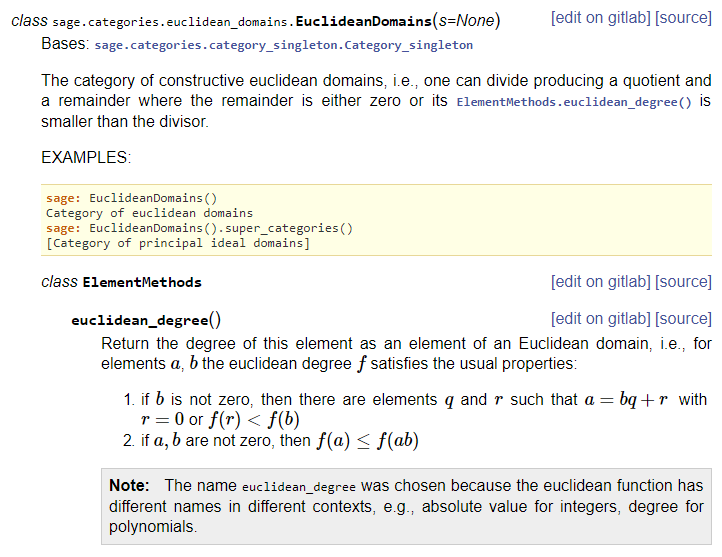 class sage.categories.euclidean_domains.EuclideanDomains(s=None) [edit on gitlab] [source]
Bases: sage.categories.category_singleton.Category_singleton
The category of constructive euclidean domains, i.e., one can divide producing a quotient and
a remainder where the remainder is either zero or its ElementMethods.euclidean_degree() is
smaller than the divisor.
EXAMPLES:
sage: EuclideanDomains()
Category of euclidean domains
sage: EuclideanDomains().super_categories()
[Category of principal ideal domains]
class ElementMethods [edit on gitlab] [source]
euclidean_degree() [edit on gitlab] [source]
Return the degree of this element as an element of an Euclidean domain, i.e., for
elements a, b the euclidean degree f satisfies the usual properties:
1. if b is not zero, then there are elements q and r such that a = bq + r with
r = 0 or f(r) < f(b)
2. if a, b are not zero, then f(a) ≤ f(ab)
Note: The name euclidean_degree was chosen because the euclidean function has
different names in different contexts, e.g., absolute value for integers, degree for
polynomials.